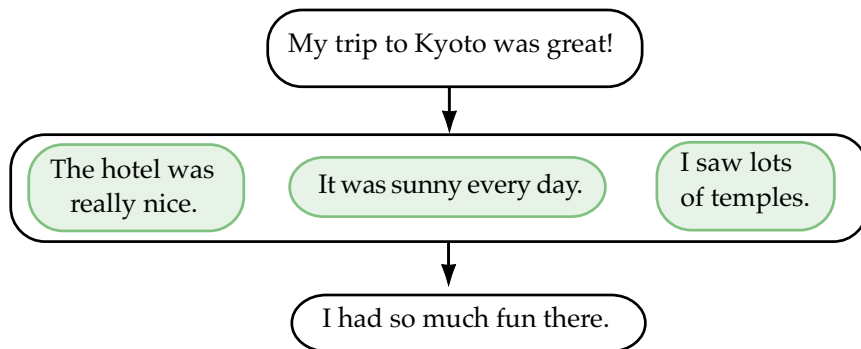 My trip to Kyoto was great!
The hotel was
really nice.
It was sunny every day.
I saw lots
of temples.
I had so much fun there.